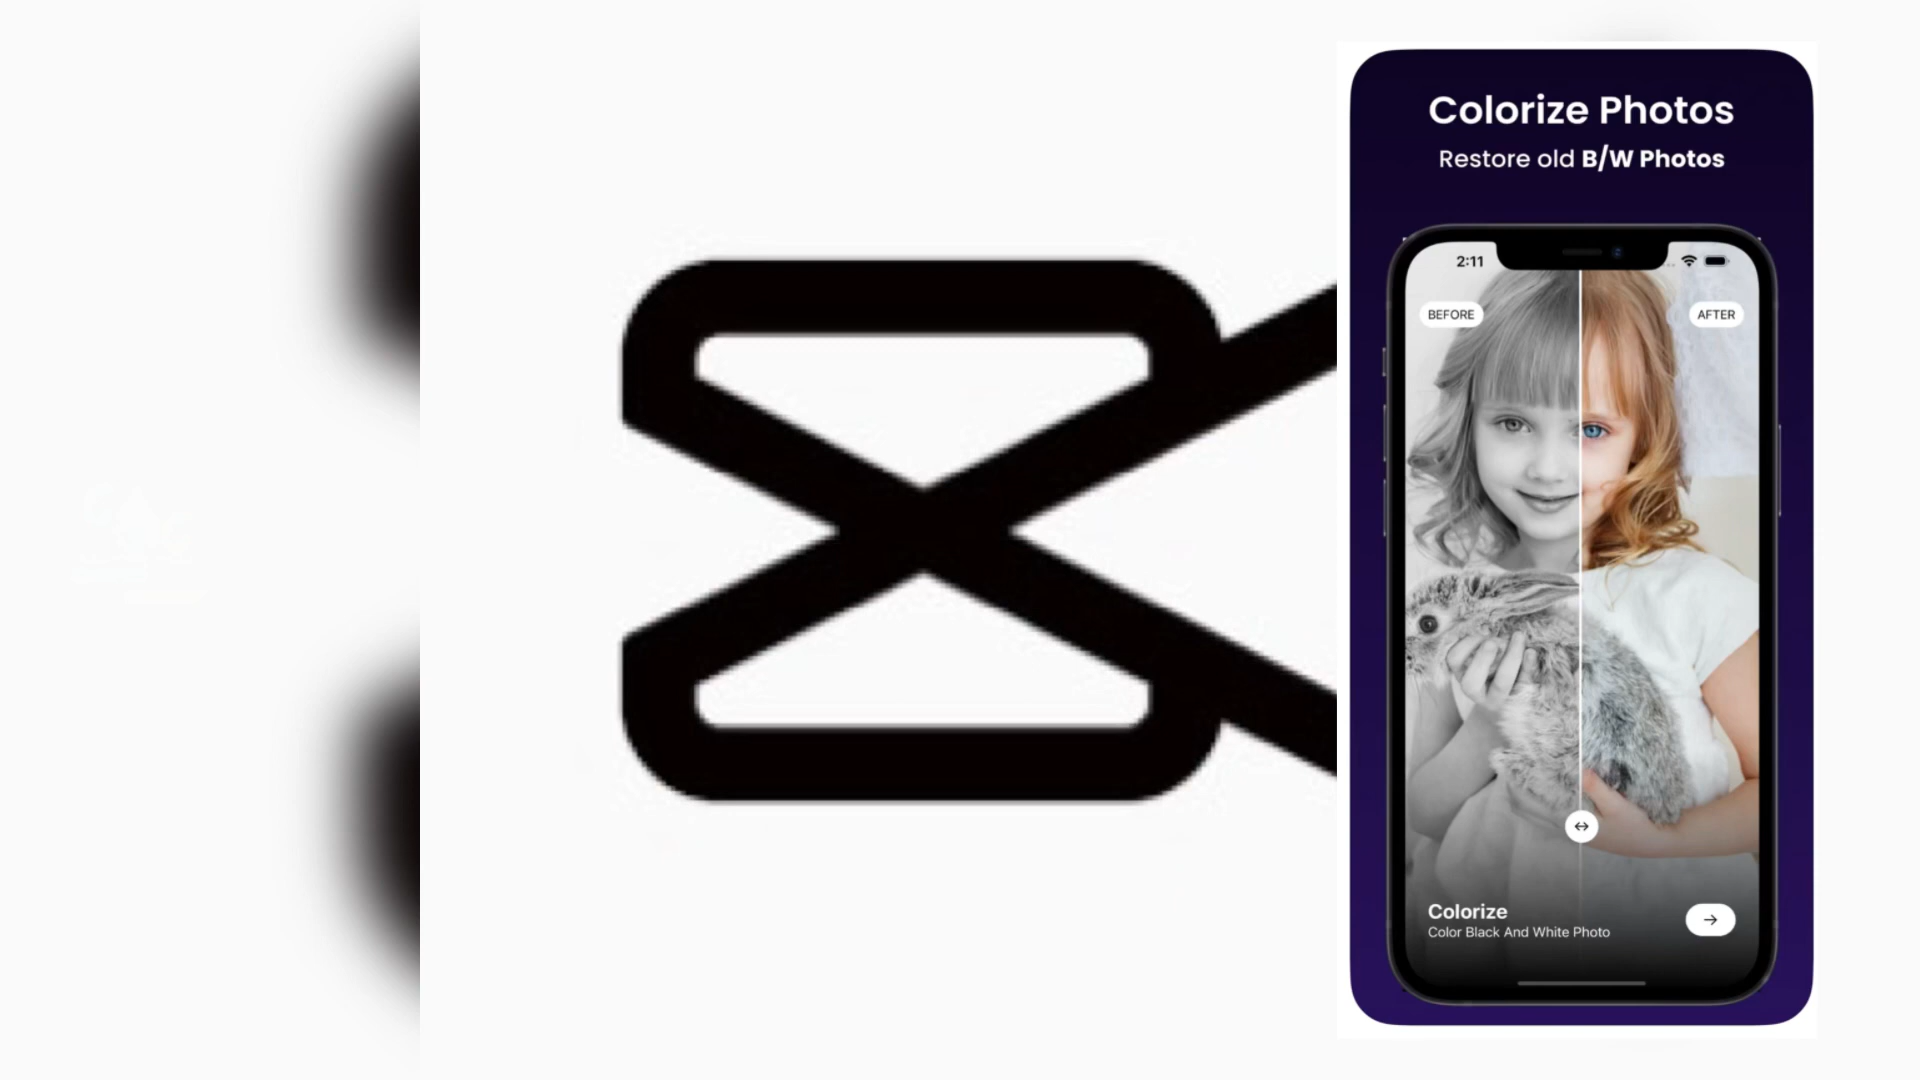 Colorize Photos
Restore old B/W Photos
2:11
BEFORE
AFTER
Colorize
Color Black And White Photo